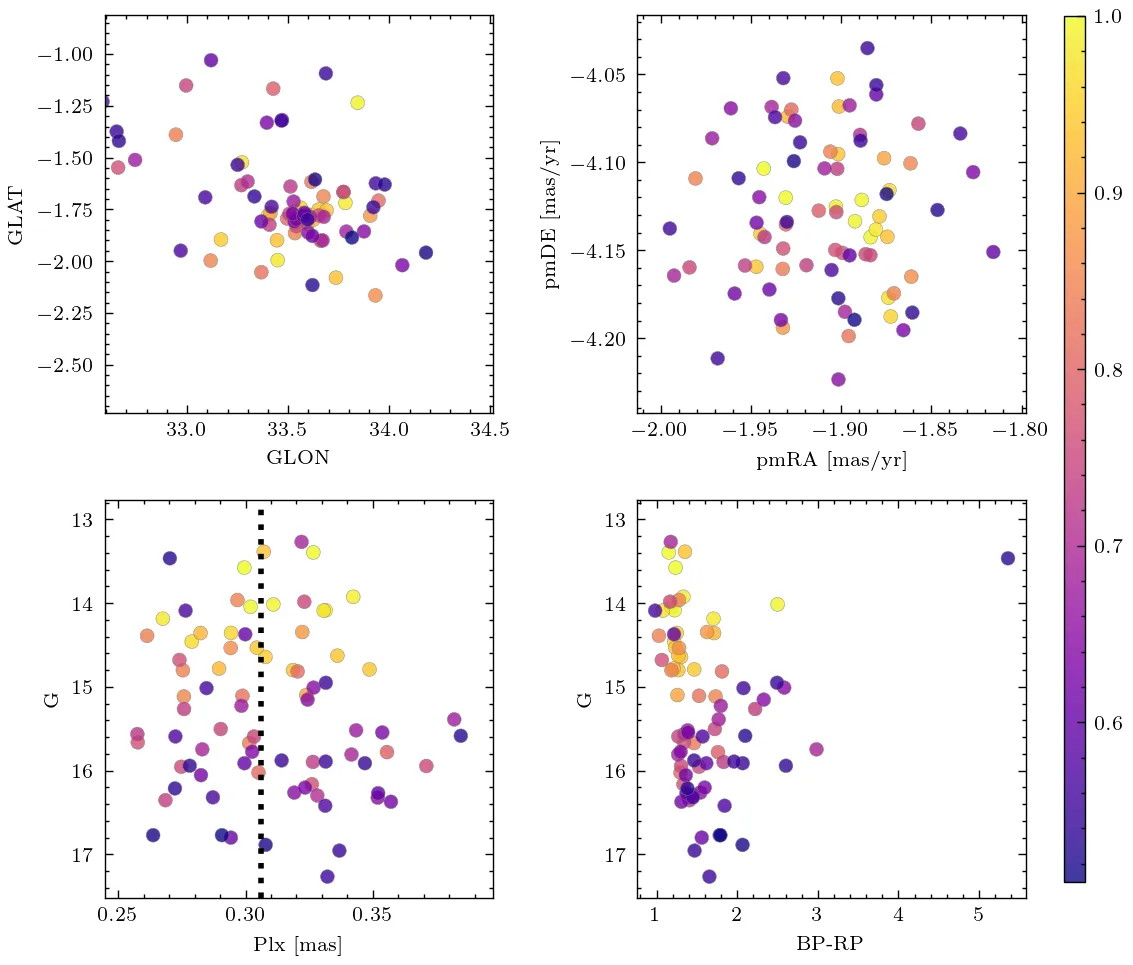 −1.00
−1.25
−1.50
−1.75
−2.00
−2.25
−2.50
GLAT
33.0 33.5 34.0 34.5
GLON
−4.05
−4.10
−4.15
−4.20
pmDE [mas/yr]
−2.00 −1.95 −1.90 −1.85 −1.80
pmRA [mas/yr]
1.0
0.9
0.8
0.7
0.6
13
14
15
16
17
G
0.25 0.30 0.35
Plx [mas]
13
14
15
16
17
G
1 2 3 4 5
BP-RP